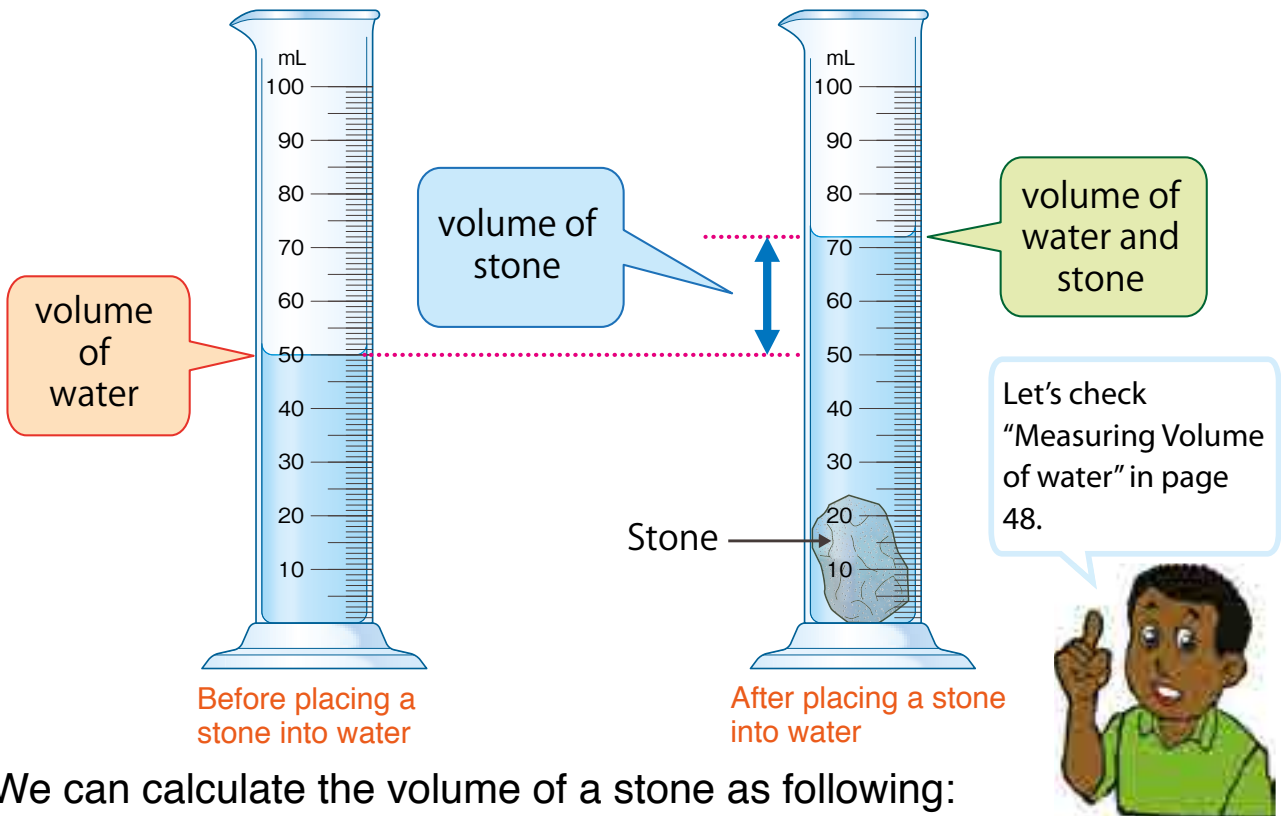 mL
100
90
80
70
60
50
40
30
20
10
volume
of
water
volume of
stone
mL
100
90
80
70
60
50
40
30
20
10
volume of
water and
stone
Stone
Let's check
“Measuring Volume
of water” in page
48.
Before placing a
stone into water
After placing a stone
into water
We can calculate the volume of a stone as following: